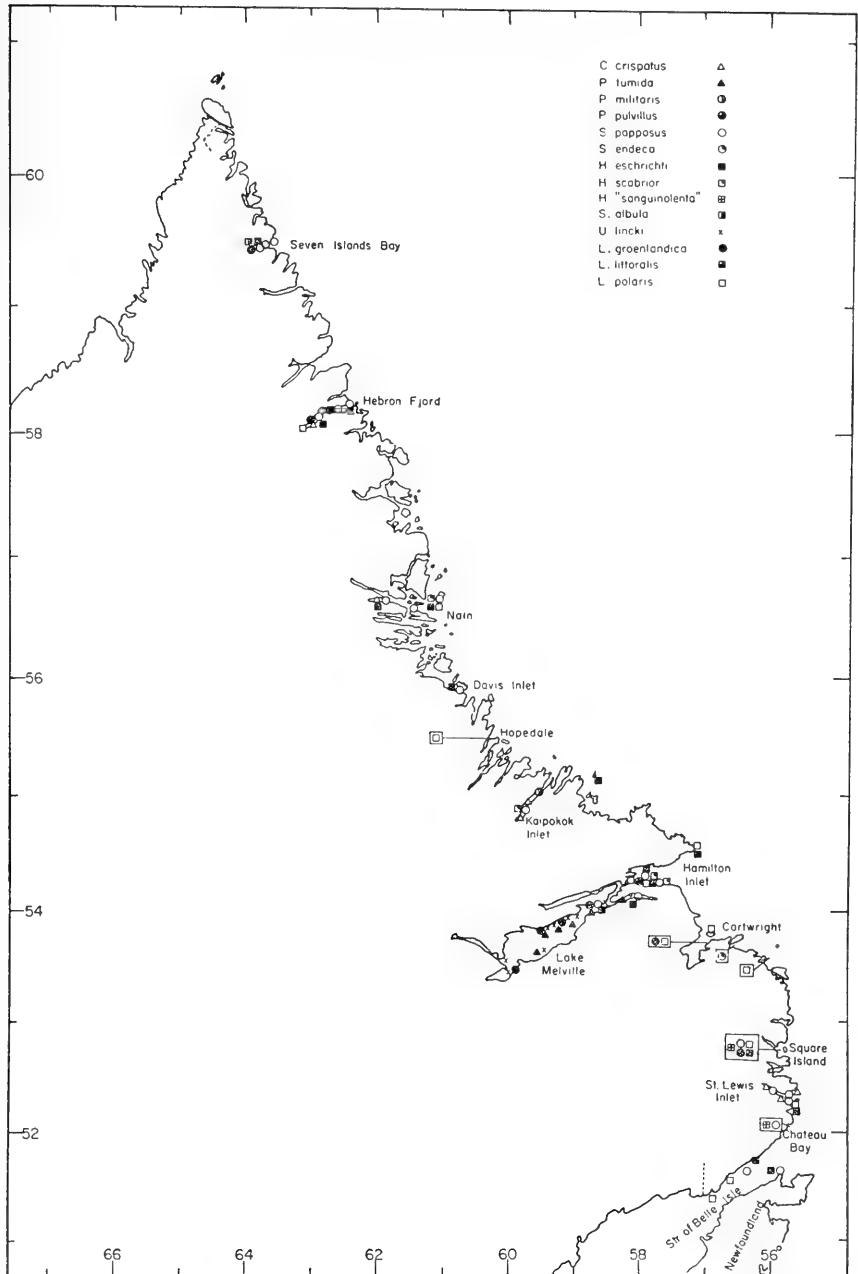 C crispatus
P tumida
P militaris
P pulvillus
S papposus
S endeca
H eschrichti
H scabrior
H "sanguinolenta"
S. albula
U lincki
L. groenlandica
L. littoralis
L polaris
60
Seven Islands Bay
Hebron Fjord
58
Nain
56
Davis Inlet
Hopedale
Kaipokok
Inlet
Hamilton
Inlet
54
Cartwright
Lake
Melville
Square
Island
St. Lewis
Inlet
52
Chateau
Bay
Str. of Belle Isle
Newfoundland
66
64
62
60
58
56